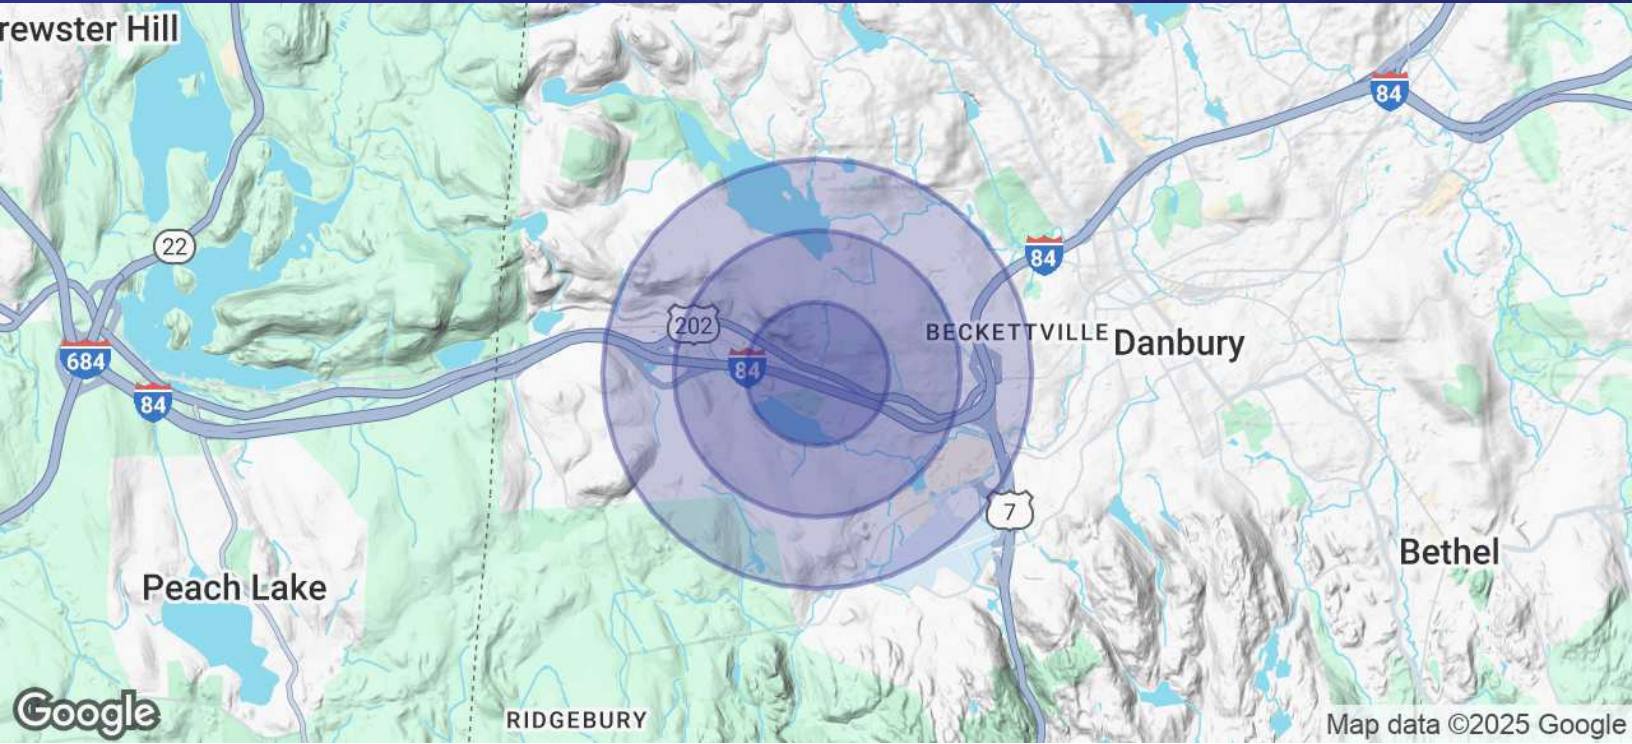 rewster Hill
84
22
84
202
BECKETTVILLE
Danbury
684
84
84
7
Bethel
Peach Lake
RIDGEBURY
Google
Map data ©2025 Google